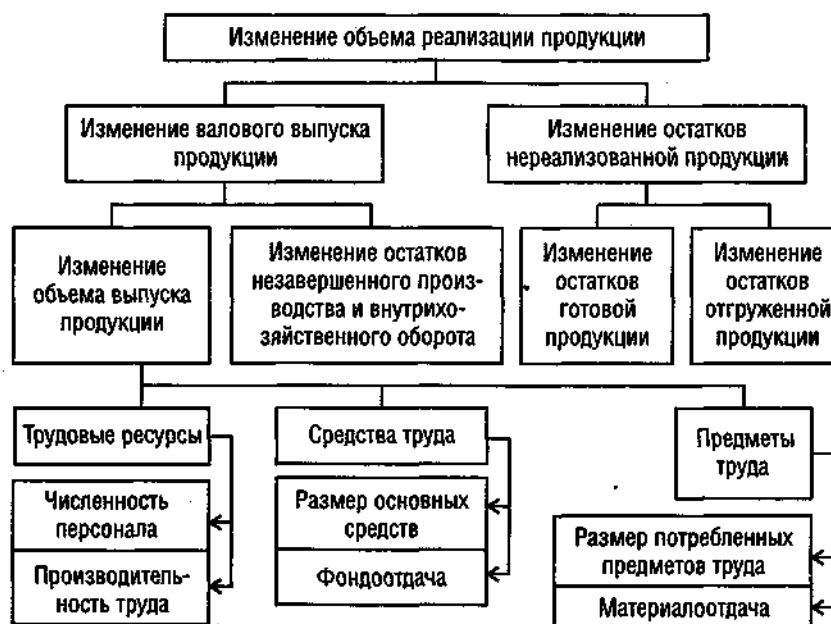 Изменение объема реализации продукции
Изменение валового выпуска
продукции
Изменение остатков
нереализованной продукции
Изменение
объема выпуска
продукции
Изменение остатков
незавершенного произ-
водства и внутрихо-
зяйственного оборота
Изменение
остатков
готовой
продукции
Изменение
остатков
отгруженной
продукции
Трудовые ресурсы
Численность
персонала
Производитель-
ность труда
Средства труда
Размер основных
средств
Фондоотдача
Предметы
труда
Размер потребленных
предметов труда
Материалоотдача